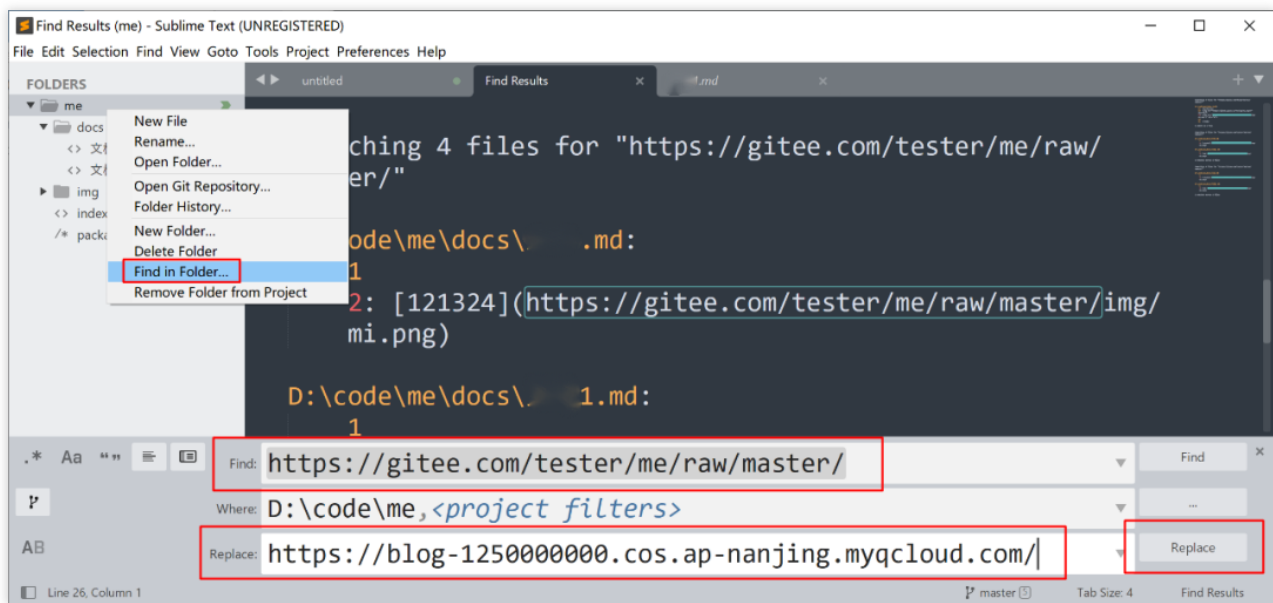 Find Results (me) - Sublime Text (UNREGISTERED)
File Edit Selection Find View Goto Tools Project Preferences Help
FOLDERS
me
docs
文
文
img
index
/* packa
New File
Rename...
Open Folder...
Open Git Repository...
Folder History...
New Folder...
Delete Folder
Find in Folder...
Remove Folder from Project
untitled
Find Results
1.md
ching 4 files for "https://gitee.com/tester/me/raw/
er/"
ode\me\docs\ .md:
1
2: [121324](https://gitee.com/tester/me/raw/master/img/
mi.png)
D:\code\me\docs\ 1.md:
1
.* Aa “” Find: https://gitee.com/tester/me/raw/master/ Find
Where: D:\code\me,<project filters> ...
AB Replace: https://blog-1250000000.cos.ap-nanjing.myqcloud.com/ Replace
Line 26, Column 1 master 5 Tab Size: 4 Find Results